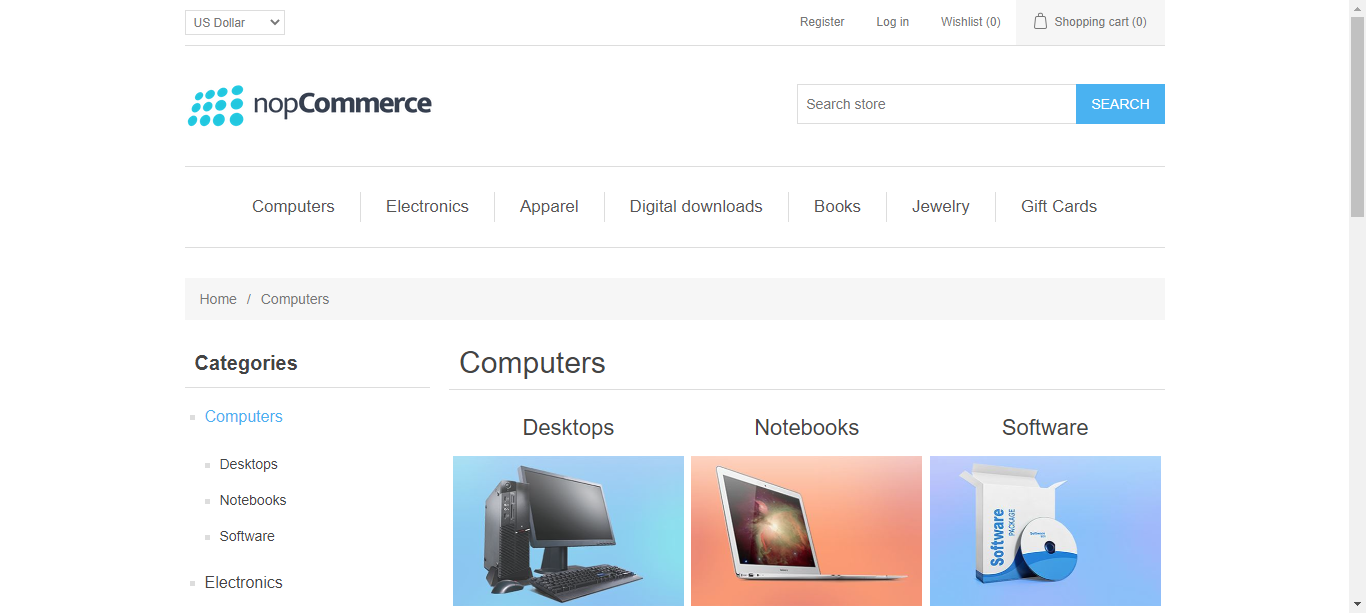 US Dollar
Register
Log in
Wishlist (0)
Shopping cart (0)
nopCommerce
Search store
SEARCH
Computers
Electronics
Apparel
Digital downloads
Books
Jewelry
Gift Cards
Home / Computers
Categories
Computers
Desktops
Notebooks
Software
Electronics
Computers
Desktops
Notebooks
Software
Software
PACKAGE